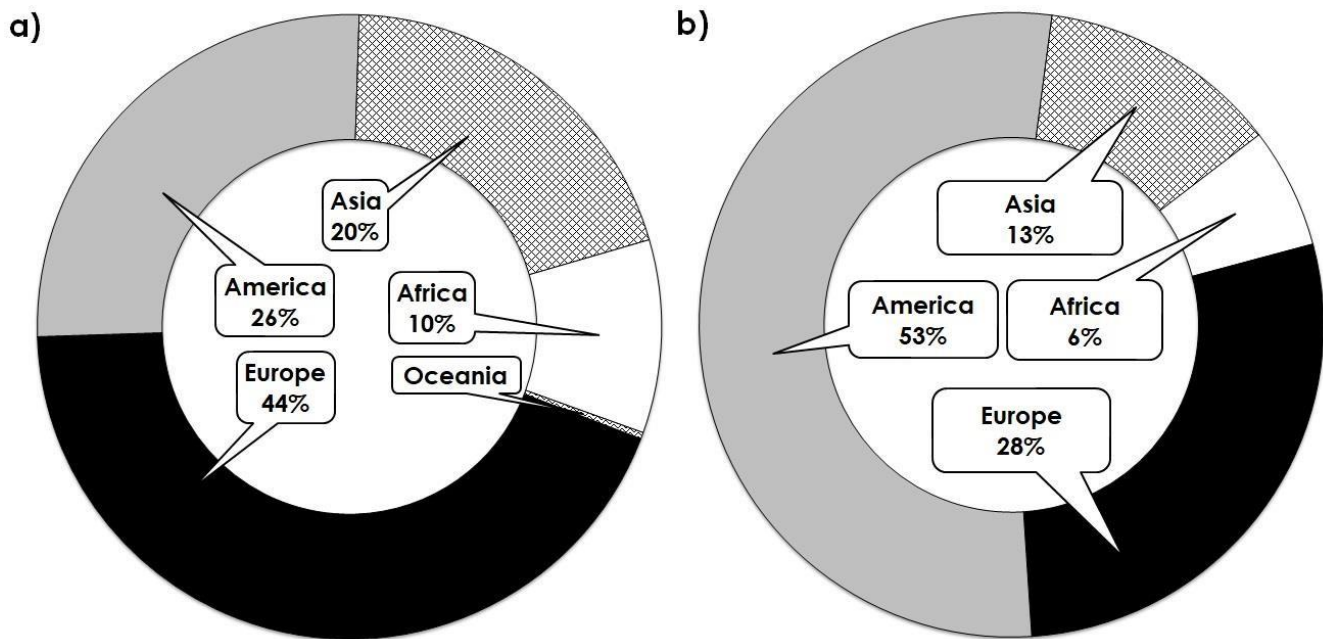 a)
Asia
20%
America
26%
Africa
10%
Europe
44%
Oceania
b)
Asia
13%
America
53%
Africa
6%
Europe
28%